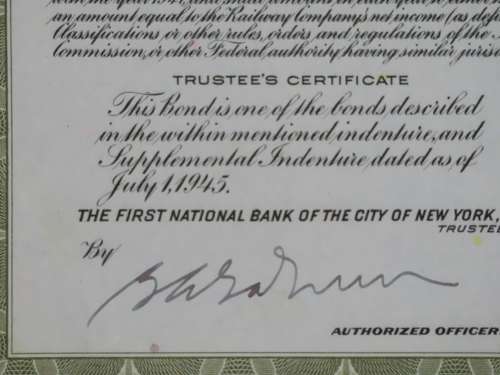 an amount equal to the Railway Company's net income (as def
Classifications or other rules, orders and regulations of the
Commission, or other Federal authority having similar juris
TRUSTEE'S CERTIFICATE
This Bond is one of the bonds described
in the within mentioned indenture, and
Supplemental Indenture dated as of
July 1, 1945.
THE FIRST NATIONAL BANK OF THE CITY OF NEW YORK,
TRUSTEE
By
AUTHORIZED OFFICER